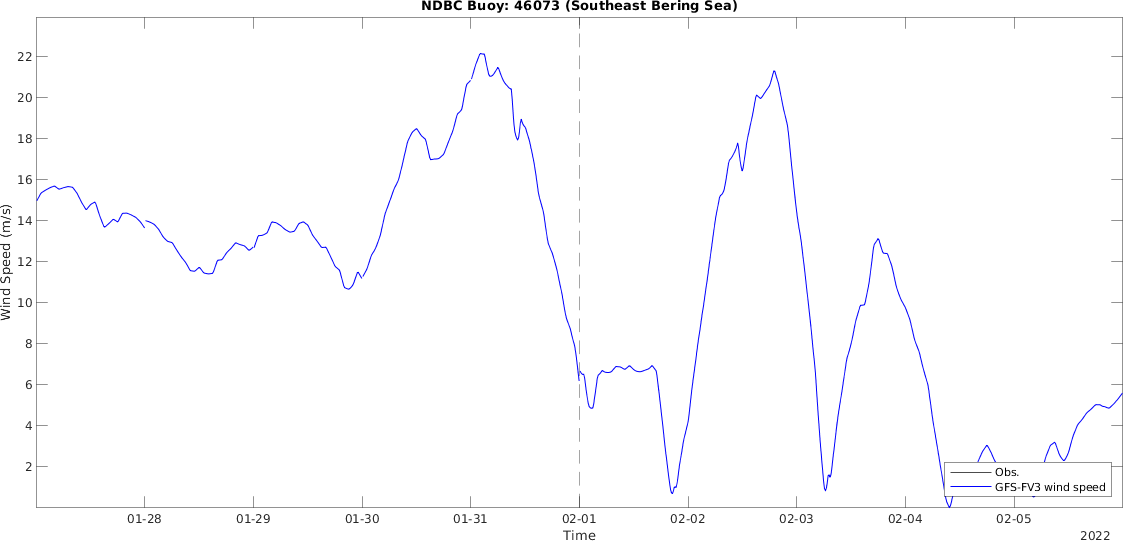 NDBC Buoy: 46073 (Southeast Bering Sea)
Wind Speed (m/s)
22
20
18
16
14
12
10
8
6
4
2
Obs.
GFS-FV3 wind speed
01-28 01-29 01-30 01-31 02-01 02-02 02-03 02-04 02-05
Time
2022